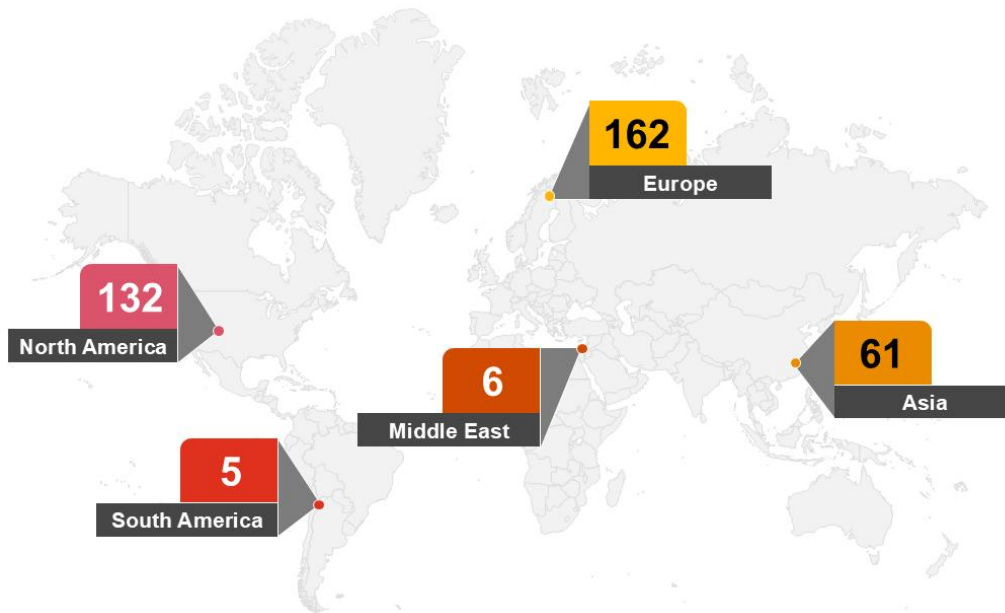 162
Europe
132
North America
61
Asia
6
Middle East
5
South America